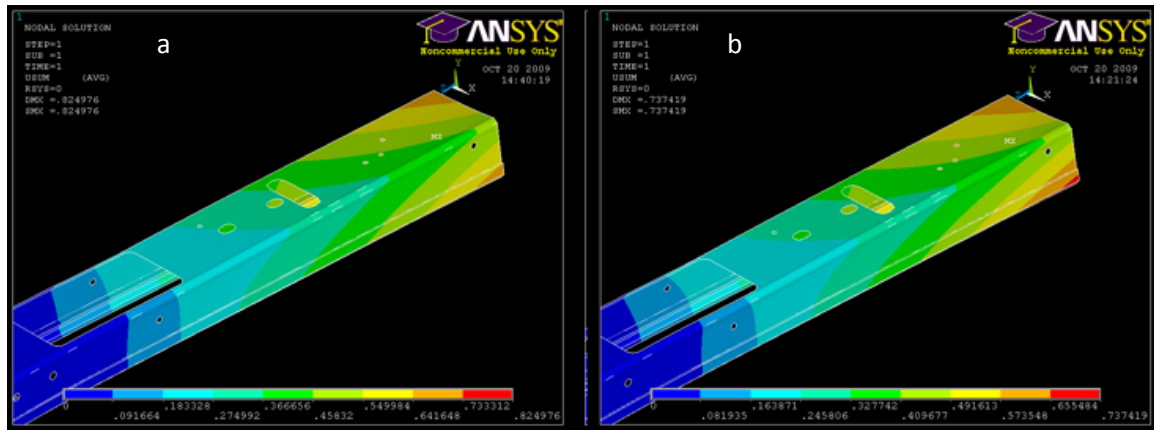 1
NODAL SOLUTION
STEP=1
SUB =1
TIME=1
USUM (AVG)
RSYS=0
DMX =.824976
SMX =.824976
a
ANSYS
Noncommercial Use Only
OCT 20 2009
14:40:19
Y
X
MX
0
.091664
.183328
.274992
.366656
.45832
.549984
.641648
.733312
.824976
1
NODAL SOLUTION
STEP=1
SUB =1
TIME=1
USUM (AVG)
RSYS=0
DMX =.737419
SMX =.737419
b
ANSYS
Noncommercial Use Only
OCT 20 2009
14:21:24
Y
X
0
.081935
.163871
.245806
.327742
.409677
.491613
.573548
.655484
.737419